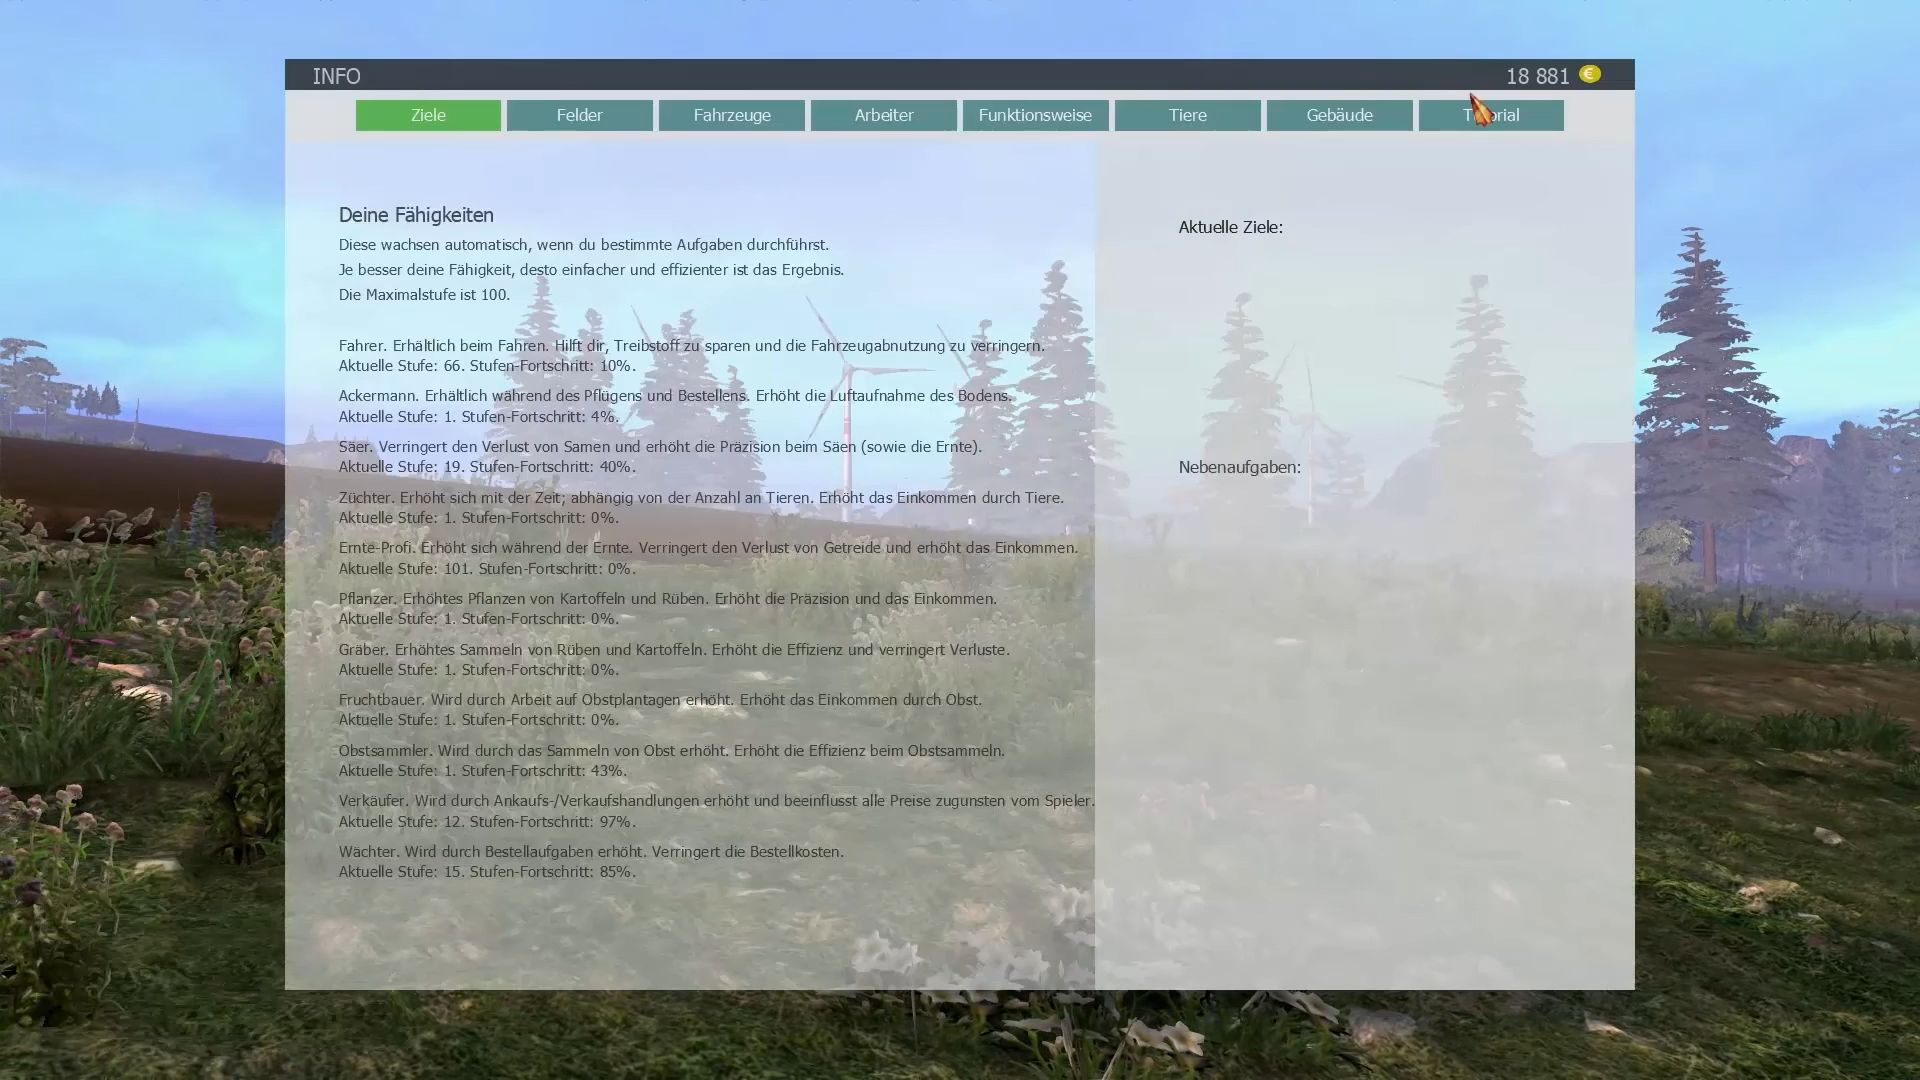 INFO
18 881 €
Ziele
Felder
Fahrzeuge
Arbeiter
Funktionsweise
Tiere
Gebäude
Tutorial
Deine Fähigkeiten
Diese wachsen automatisch, wenn du bestimmte Aufgaben durchführst.
Je besser deine Fähigkeit, desto einfacher und effizienter ist das Ergebnis.
Die Maximalstufe ist 100.
Fahrer. Erhältlich beim Fahren. Hilft dir, Treibstoff zu sparen und die Fahrzeugabnutzung zu verringern.
Aktuelle Stufe: 66. Stufen-Fortschritt: 10%.
Ackermann. Erhältlich während des Pflügens und Bestellens. Erhöht die Luftaufnahme des Bodens.
Aktuelle Stufe: 1. Stufen-Fortschritt: 4%.
Säer. Verringert den Verlust von Samen und erhöht die Präzision beim Säen (sowie die Ernte).
Aktuelle Stufe: 19. Stufen-Fortschritt: 40%.
Züchter. Erhöht sich mit der Zeit; abhängig von der Anzahl an Tieren. Erhöht das Einkommen durch Tiere.
Aktuelle Stufe: 1. Stufen-Fortschritt: 0%.
Ernte-Profi. Erhöht sich während der Ernte. Verringert den Verlust von Getreide und erhöht das Einkommen.
Aktuelle Stufe: 101. Stufen-Fortschritt: 0%.
Pflanzer. Erhöhtes Pflanzen von Kartoffeln und Rüben. Erhöht die Präzision und das Einkommen.
Aktuelle Stufe: 1. Stufen-Fortschritt: 0%.
Gräber. Erhöhtes Sammeln von Rüben und Kartoffeln. Erhöht die Effizienz und verringert Verluste.
Aktuelle Stufe: 1. Stufen-Fortschritt: 0%.
Fruchtbauer. Wird durch Arbeit auf Obstplantagen erhöht. Erhöht das Einkommen durch Obst.
Aktuelle Stufe: 1. Stufen-Fortschritt: 0%.
Obstsammler. Wird durch das Sammeln von Obst erhöht. Erhöht die Effizienz beim Obstsammeln.
Aktuelle Stufe: 1. Stufen-Fortschritt: 43%.
Verkäufer. Wird durch Ankaufs-/Verkaufshandlungen erhöht und beeinflusst alle Preise zugunsten vom Spieler.
Aktuelle Stufe: 12. Stufen-Fortschritt: 97%.
Wächter. Wird durch Bestellaufgaben erhöht. Verringert die Bestellkosten.
Aktuelle Stufe: 15. Stufen-Fortschritt: 85%.
Aktuelle Ziele:
Nebenaufgaben: